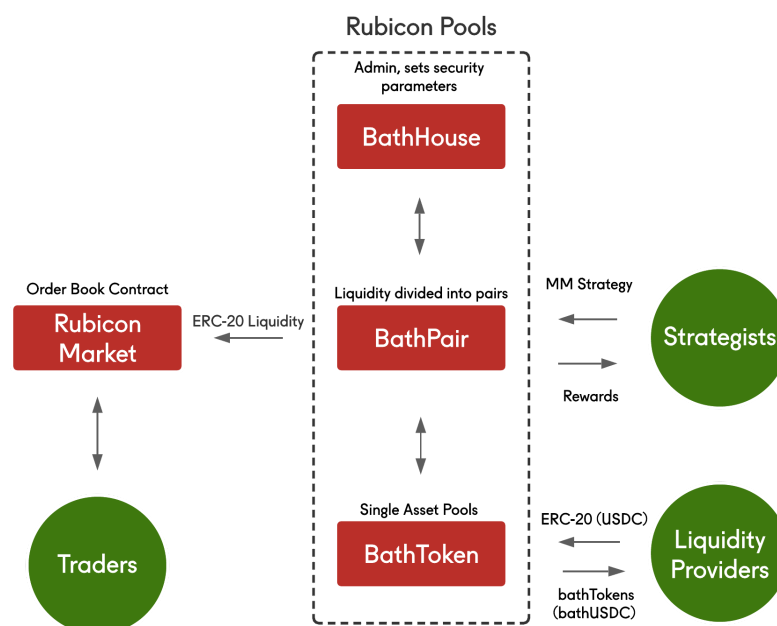 Rubicon Pools
Admin, sets security
parameters
BathHouse
Order Book Contract
Rubicon
Market
ERC-20 Liquidity
Liquidity divided into pairs
BathPair
MM Strategy
Rewards
Strategists
Traders
Single Asset Pools
BathToken
ERC-20 (USDC)
bathTokens
(bathUSDC)
Liquidity
Providers